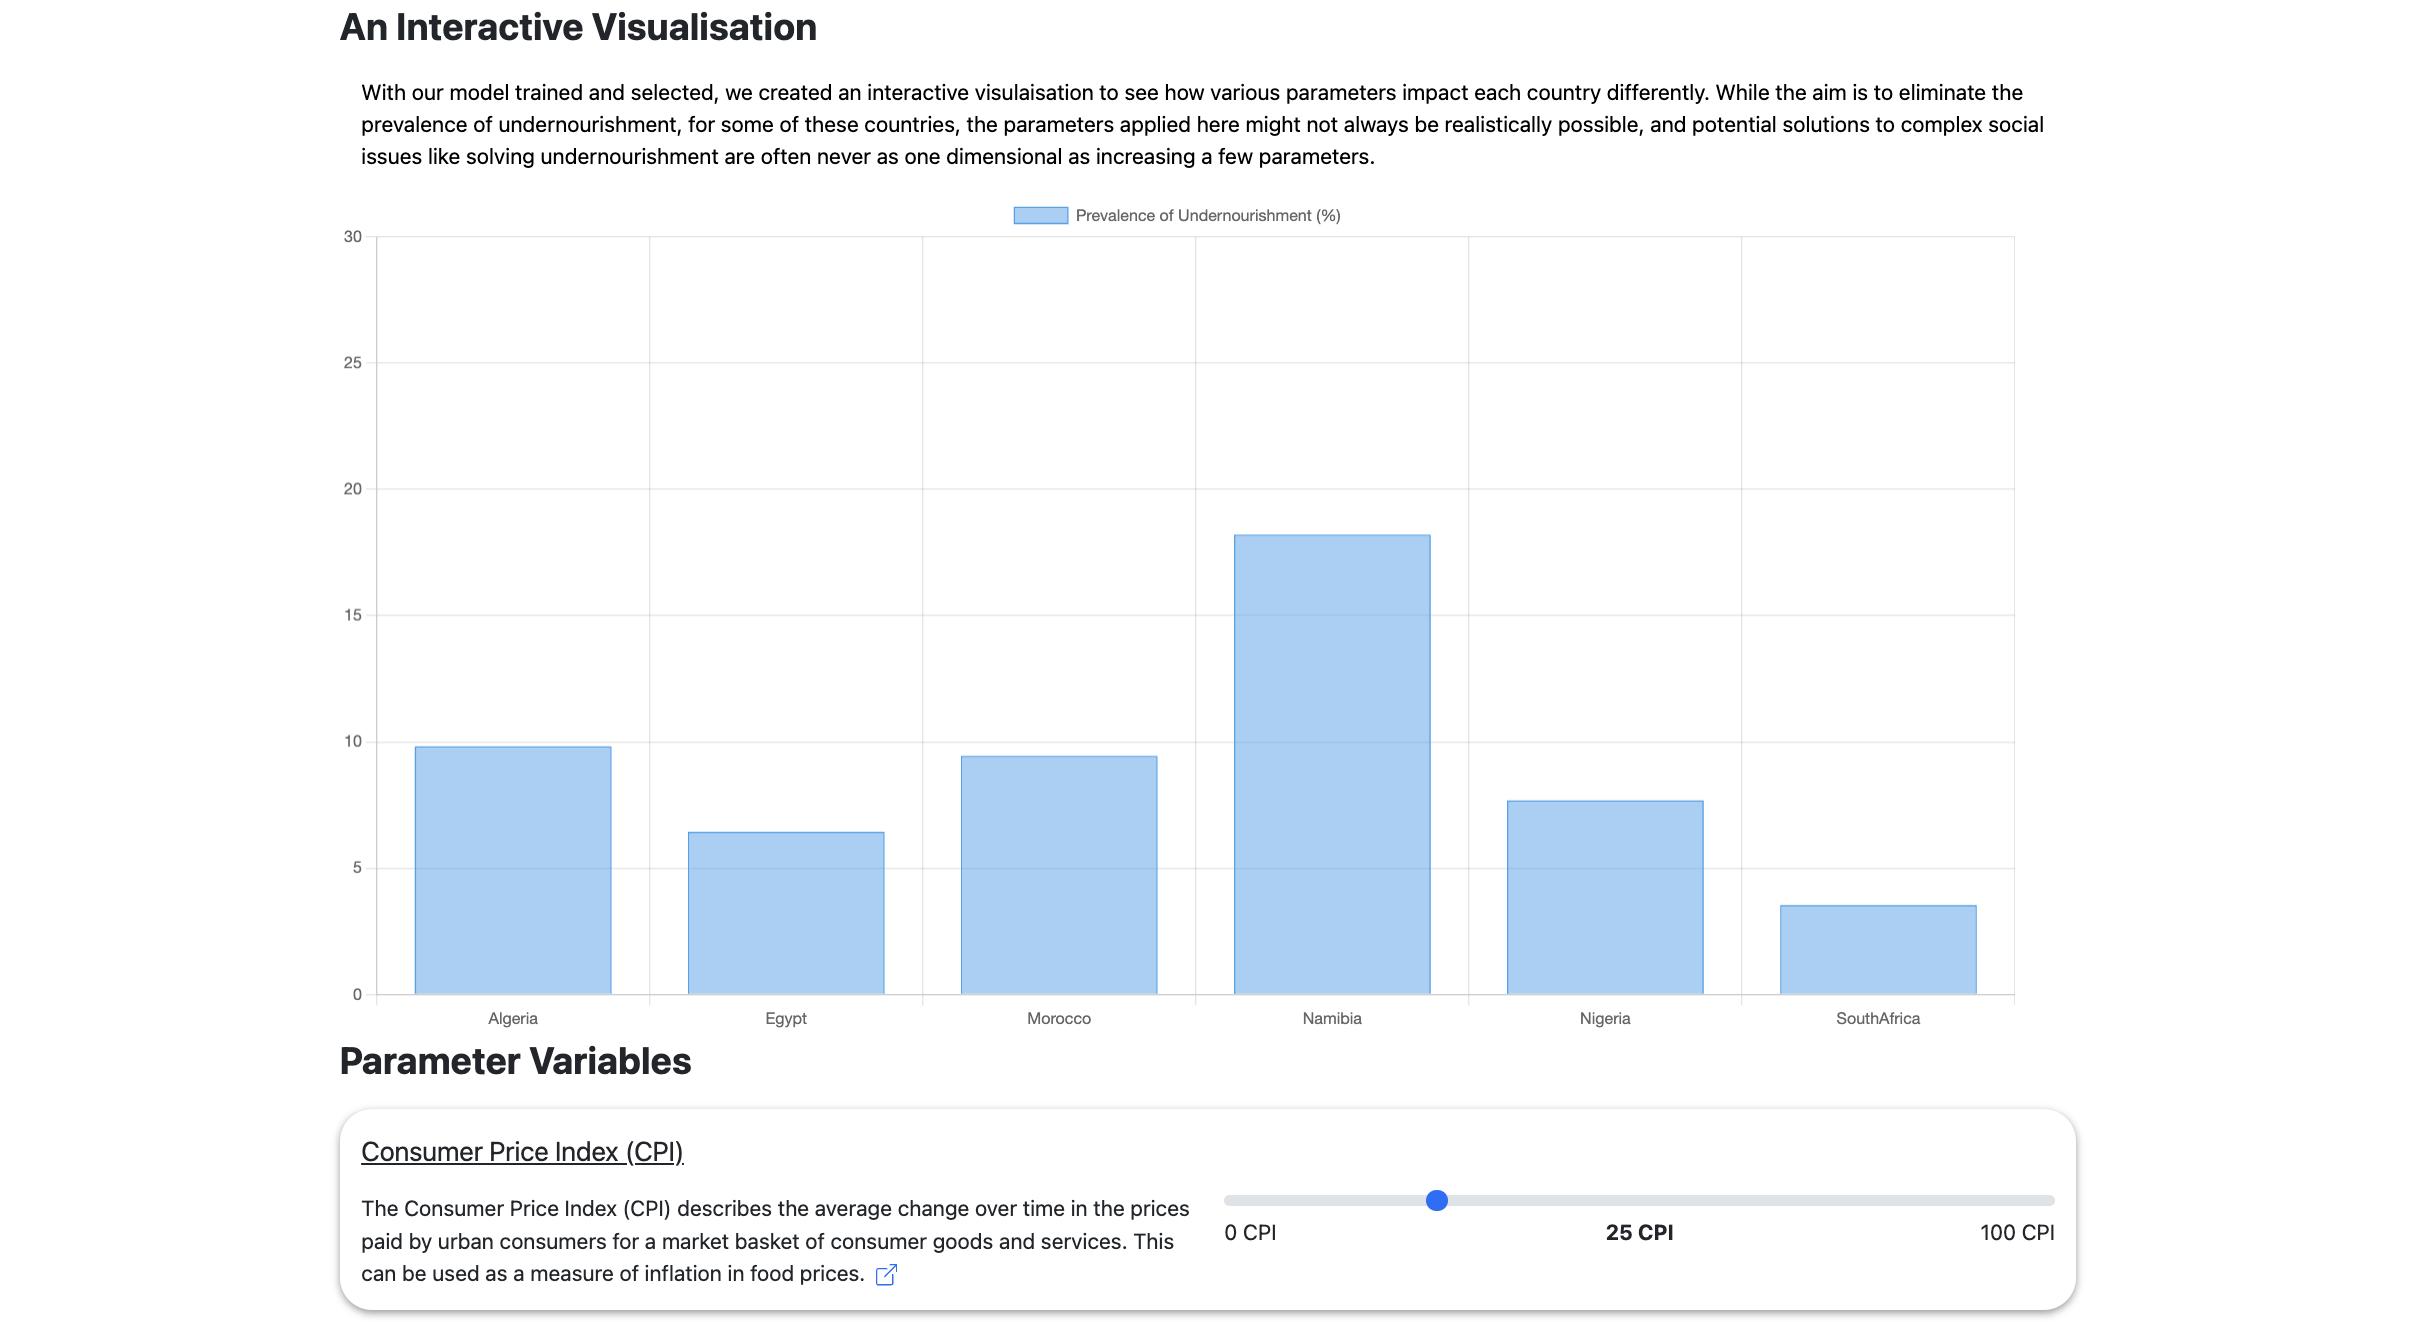 An Interactive Visualisation
With our model trained and selected, we created an interactive visulaisation to see how various parameters impact each country differently. While the aim is to eliminate the
prevalence of undernourishment, for some of these countries, the parameters applied here might not always be realistically possible, and potential solutions to complex social
issues like solving undernourishment are often never as one dimensional as increasing a few parameters.
Prevalence of Undernourishment (%)
30
25
20
15
10
5
0
Algeria Egypt Morocco Namibia Nigeria SouthAfrica
Parameter Variables
Consumer Price Index (CPI)
The Consumer Price Index (CPI) describes the average change over time in the prices
paid by urban consumers for a market basket of consumer goods and services. This
can be used as a measure of inflation in food prices.
0 CPI 25 CPI 100 CPI